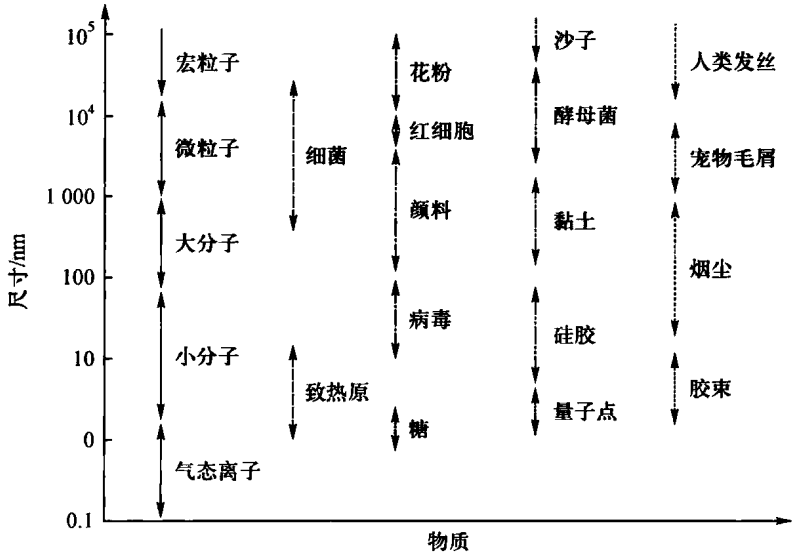 10⁵
10⁴
1 000
100
10
0
0.1
尺寸/nm
宏粒子
微粒子
大分子
小分子
气态离子
细菌
致热原
花粉
红细胞
颜料
病毒
糖
沙子
酵母菌
黏土
硅胶
量子点
人类发丝
宠物毛屑
烟尘
胶束
物质